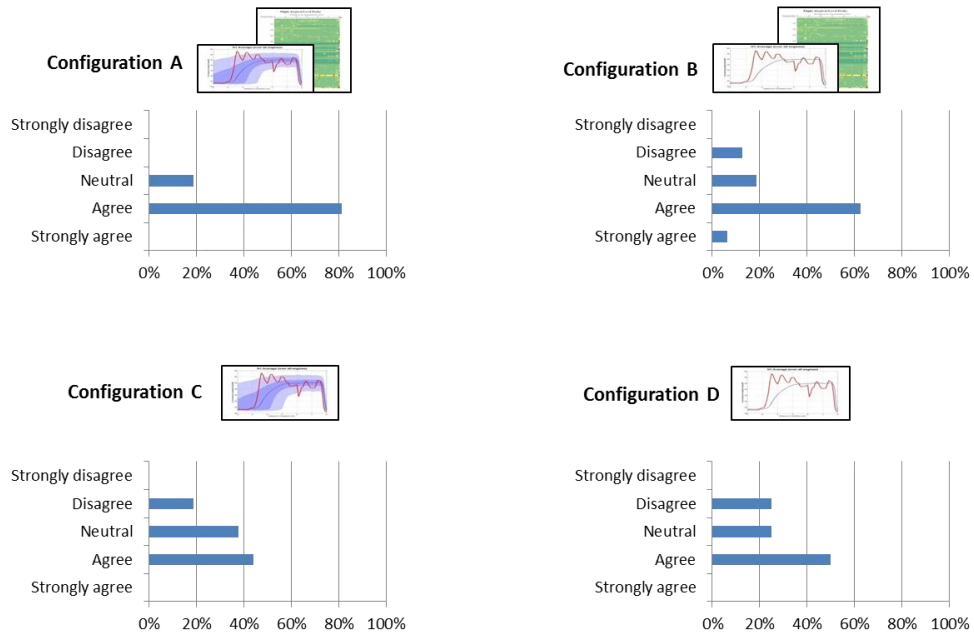 Configuration A
Strongly disagree
Disagree
Neutral
Agree
Strongly agree
0% 20% 40% 60% 80% 100%
Configuration B
Strongly disagree
Disagree
Neutral
Agree
Strongly agree
0% 20% 40% 60% 80% 100%
Configuration C
Strongly disagree
Disagree
Neutral
Agree
Strongly agree
0% 20% 40% 60% 80% 100%
Configuration D
Strongly disagree
Disagree
Neutral
Agree
Strongly agree
0% 20% 40% 60% 80% 100%